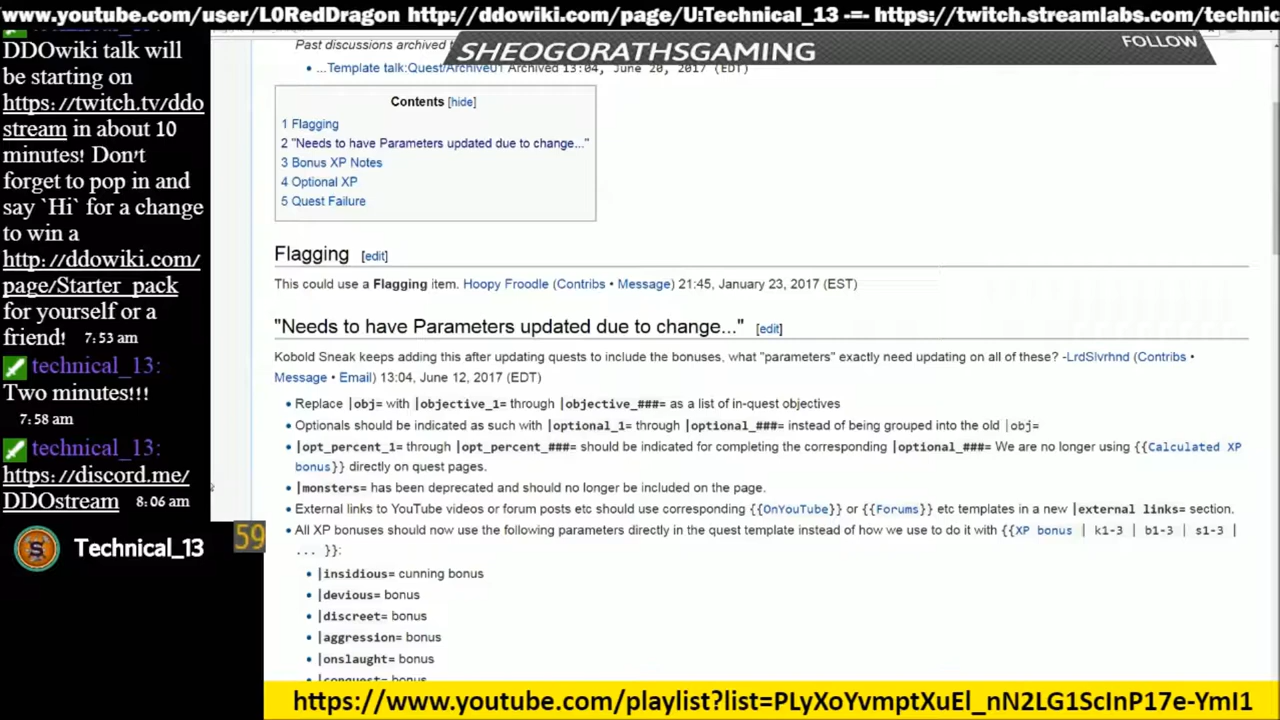 www.youtube.com/user/L0RedDragon http://ddowiki.com/page/U:Technical_13 -=- https://twitch.streamlabs.com/technic
DDOwiki talk will
be starting on
https://twitch.tv/ddo
stream in about 10
minutes! Don't
forget to pop in and
say `Hi` for a change
to win a
http://ddowiki.com/
page/Starter_pack
for yourself or a
friend! 7:53 am
technical_13:
Two minutes!!!
7:58 am
technical_13:
https://discord.me/
DDOstream 8:06 am
Technical_13
59
SHEOGORATHSGAMING
FOLLOW
Past discussions archived
...Template talk:Quest/ArchiveU1 Archived 13:04, June 20, 2017 (EDT)
Contents [hide]
1 Flagging
2 "Needs to have Parameters updated due to change..."
3 Bonus XP Notes
4 Optional XP
5 Quest Failure
Flagging [edit]
This could use a Flagging item. Hoopy Froodle (Contribs • Message) 21:45, January 23, 2017 (EST)
"Needs to have Parameters updated due to change..." [edit]
Kobold Sneak keeps adding this after updating quests to include the bonuses, what "parameters" exactly need updating on all of these? -LrdSlvrhnd (Contribs •
Message • Email) 13:04, June 12, 2017 (EDT)
• Replace |obj= with |objective_1= through |objective_###= as a list of in-quest objectives
• Optionals should be indicated as such with |optional_1= through |optional_###= instead of being grouped into the old |obj=
• |opt_percent_1= through |opt_percent_###= should be indicated for completing the corresponding |optional_###= We are no longer using {{Calculated XP
bonus}} directly on quest pages.
• |monsters= has been deprecated and should no longer be included on the page.
• External links to YouTube videos or forum posts etc should use corresponding {{OnYouTube}} or {{Forums}} etc templates in a new |external links= section.
• All XP bonuses should now use the following parameters directly in the quest template instead of how we use to do it with {{XP bonus | k1-3 | b1-3 | s1-3 |
... }}:
• |insidious= cunning bonus
• |devious= bonus
• |discreet= bonus
• |aggression= bonus
• |onslaught= bonus
• |conquest= bonus
https://www.youtube.com/playlist?list=PLyXoYvmptXuEl_nN2LG1ScInP17e-YmI1